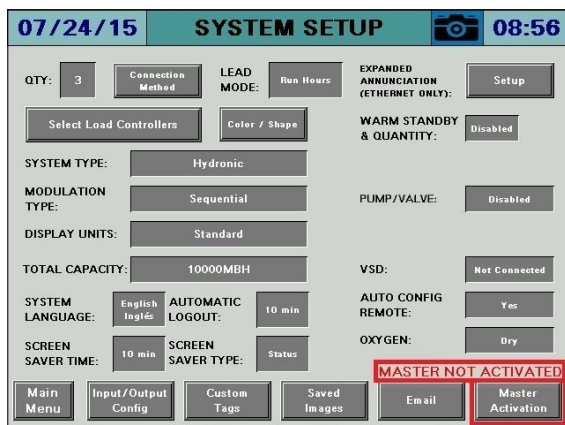 07/24/15 SYSTEM SETUP 08:56
QTY: 3 Connection Method LEAD MODE: Run Hours EXPANDED ANNUNCIATION (ETHERNET ONLY): Setup
Select Load Controllers Color / Shape WARM STANDBY & QUANTITY: Disabled
SYSTEM TYPE: Hydronic
MODULATION TYPE: Sequential PUMP/VALVE: Disabled
DISPLAY UNITS: Standard
TOTAL CAPACITY: 10000MBH VSD: Not Connected
SYSTEM LANGUAGE: English Inglés AUTOMATIC LOGOUT: 10 min AUTO CONFIG REMOTE: Yes
SCREEN SAVER TIME: 10 min SCREEN SAVER TYPE: Status OXYGEN: Dry
MASTER NOT ACTIVATED
Main Menu Input/Output Config Custom Tags Saved Images Email Master Activation